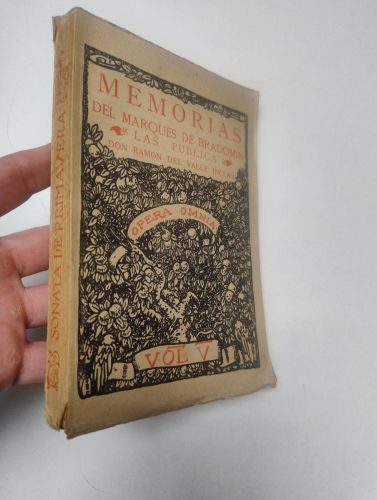 MEMORIAS
DEL MARQUES DE BRADOMIN
LAS PUBLICA
DON RAMON DEL VALLE INCLAN
OPERA OMNIA
VOL V
SONATA DE PRIMAVERA